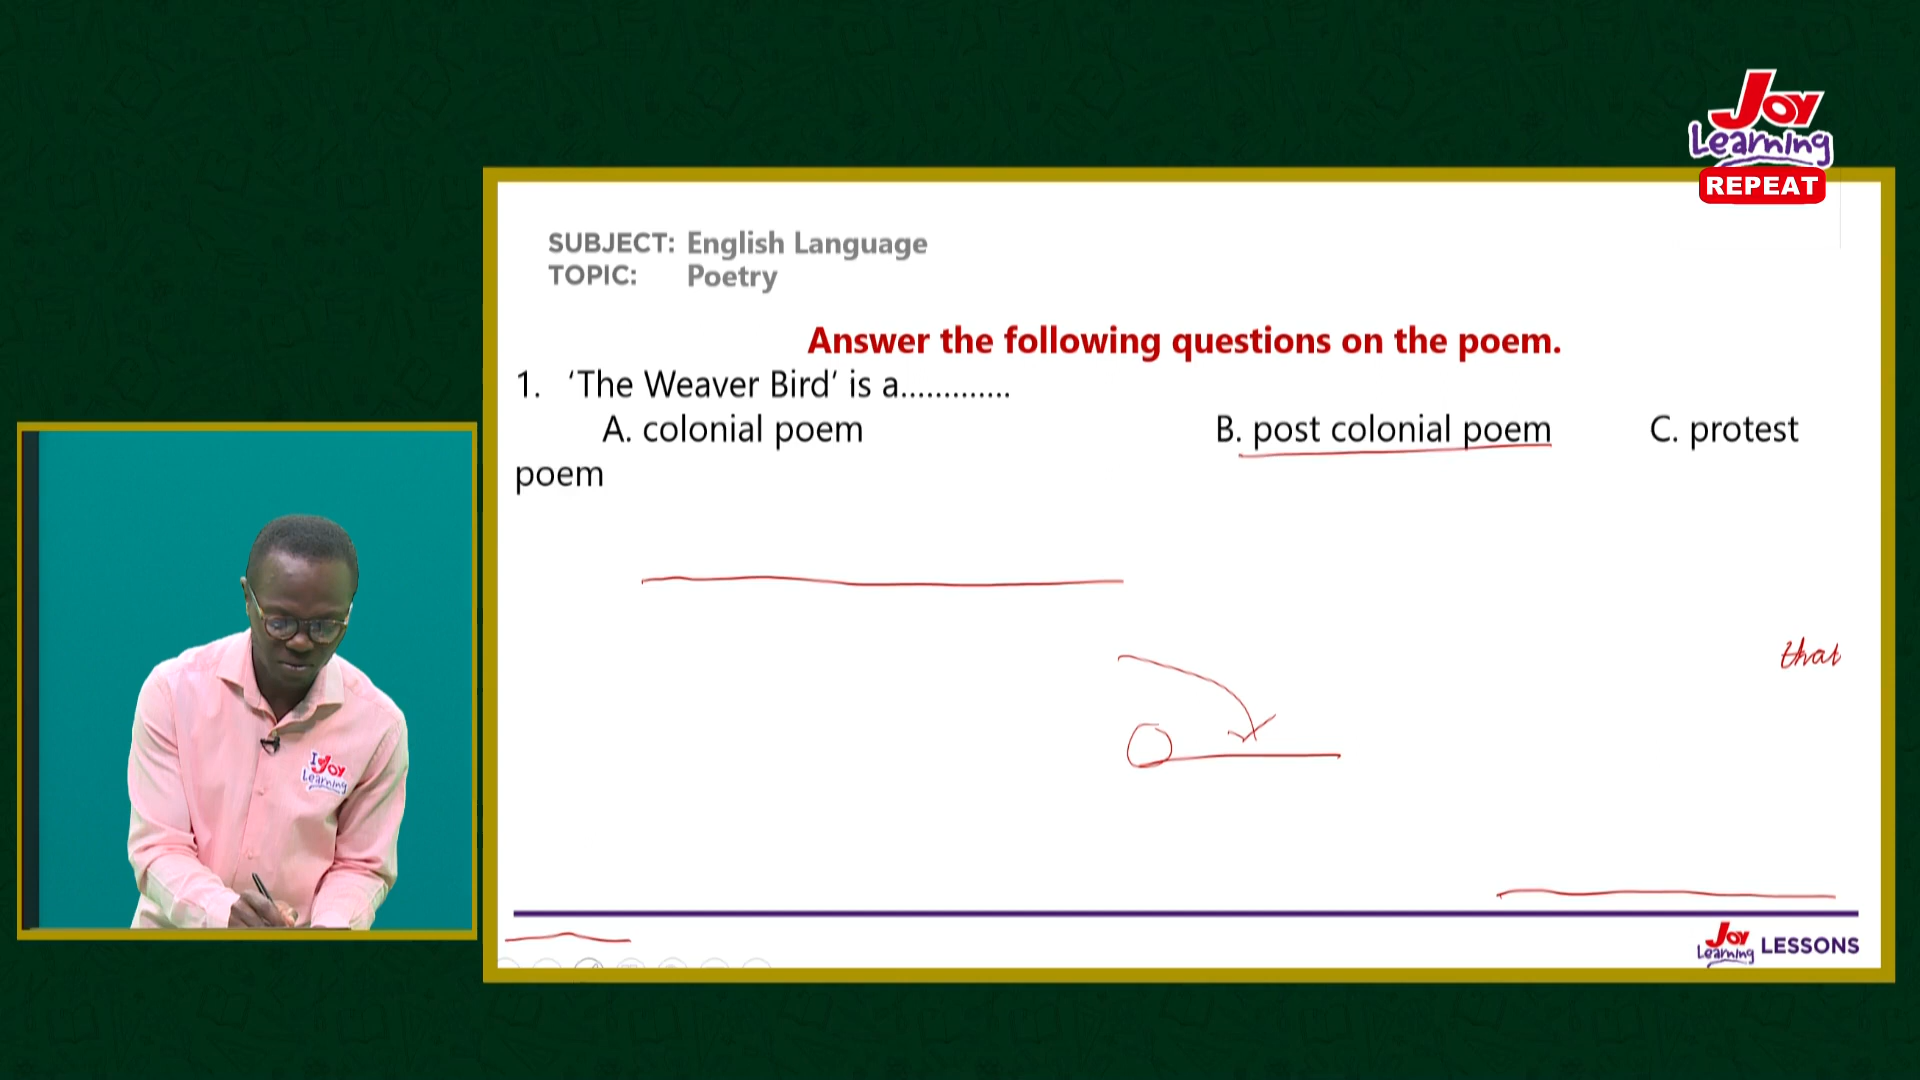 Joy
Learning
REPEAT
SUBJECT: English Language
TOPIC: Poetry
Answer the following questions on the poem.
1. ‘The Weaver Bird’ is a.............
A. colonial poem B. post colonial poem C. protest
poem
that
I Joy
Learning
Joy
Learning LESSONS